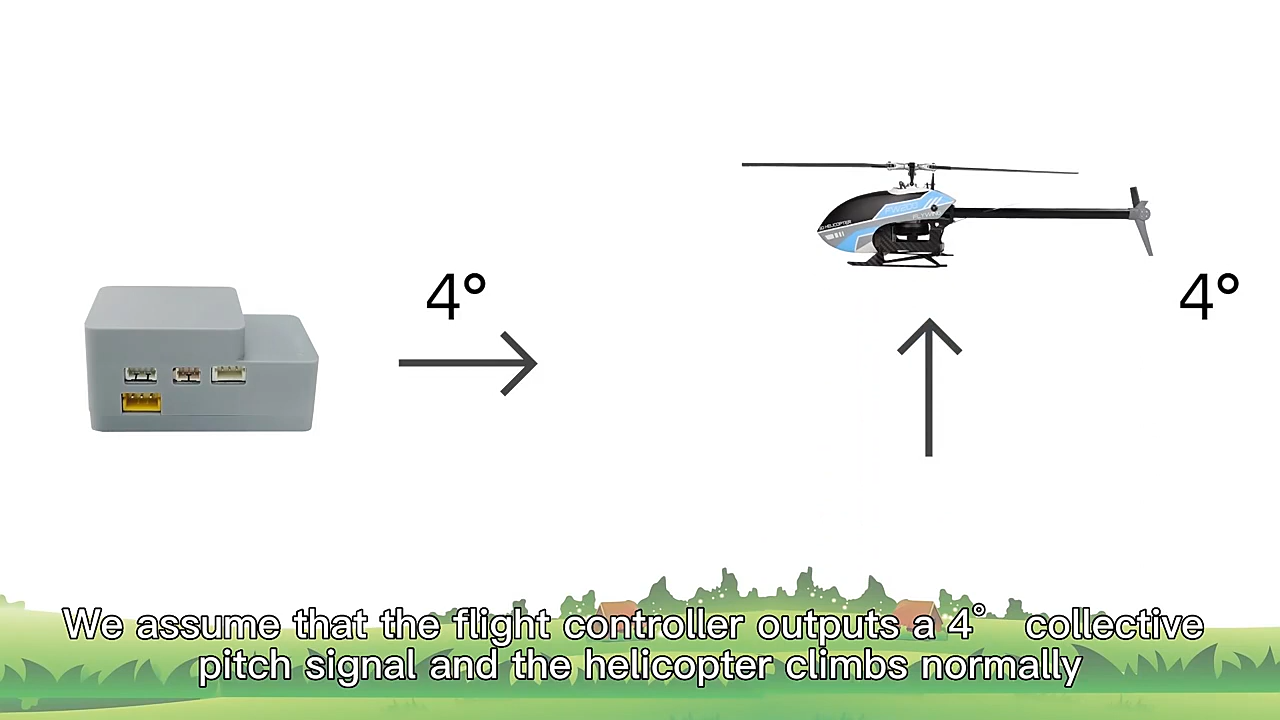 4°
4°
We assume that the flight controller outputs a 4° collective
pitch signal and the helicopter climbs normally